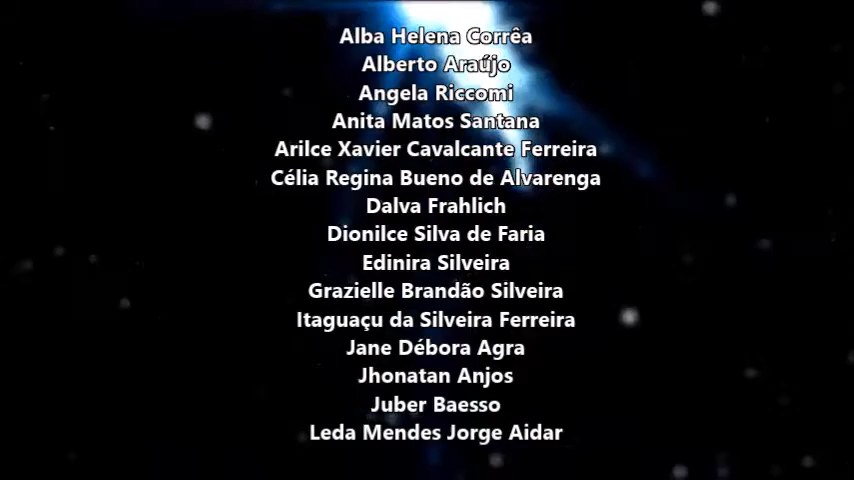 Alba Helena Corrêa
Alberto Araújo
Angela Riccomi
Anita Matos Santana
Arilce Xavier Cavalcante Ferreira
Célia Regina Bueno de Alvarenga
Dalva Frahlich
Dionilce Silva de Faria
Edinira Silveira
Grazielle Brandão Silveira
Itaguaçu da Silveira Ferreira
Jane Débora Agra
Jhonatan Anjos
Juber Baesso
Leda Mendes Jorge Aidar